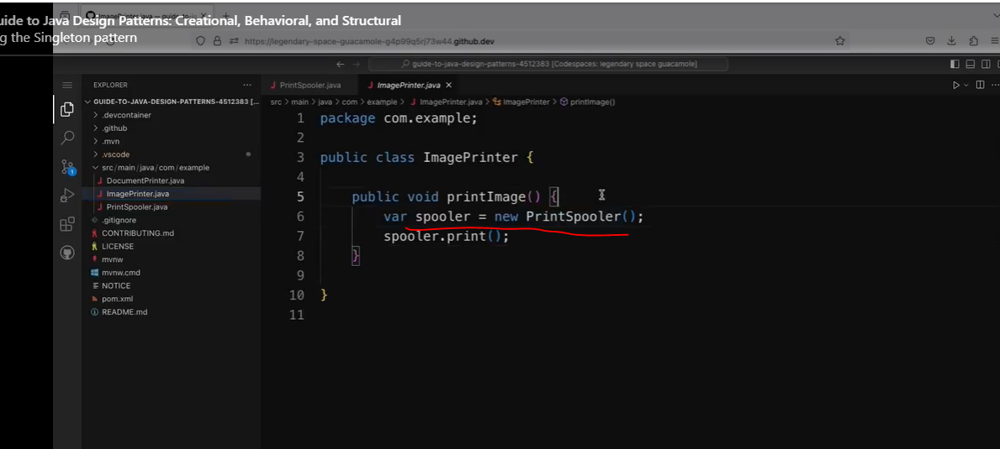 uide to Java Design Patterns: Creational, Behavioral, and Structural
g the Singleton pattern
https://legendary-space-guacamole-g4p99q5rj73w44.github.dev
guide-to-java-design-patterns-4512383 [Codespaces: legendary space guacamole]
EXPLORER
GUIDE-TO-JAVA-DESIGN-PATTERNS-4512383 [...
.devcontainer
.github
.mvn
.vscode
src/main/java/com/example
DocumentPrinter.java
ImagePrinter.java
PrintSpooler.java
.gitignore
CONTRIBUTING.md
LICENSE
mvnw
mvnw.cmd
NOTICE
pom.xml
README.md
1
PrintSpooler.java
ImagePrinter.java
src > main > java > com > example > ImagePrinter.java > ImagePrinter > printImage()
1 package com.example;
2
3 public class ImagePrinter {
4
5 public void printImage() {
6 var spooler = new PrintSpooler();
7 spooler.print();
8 }
9
10 }
11